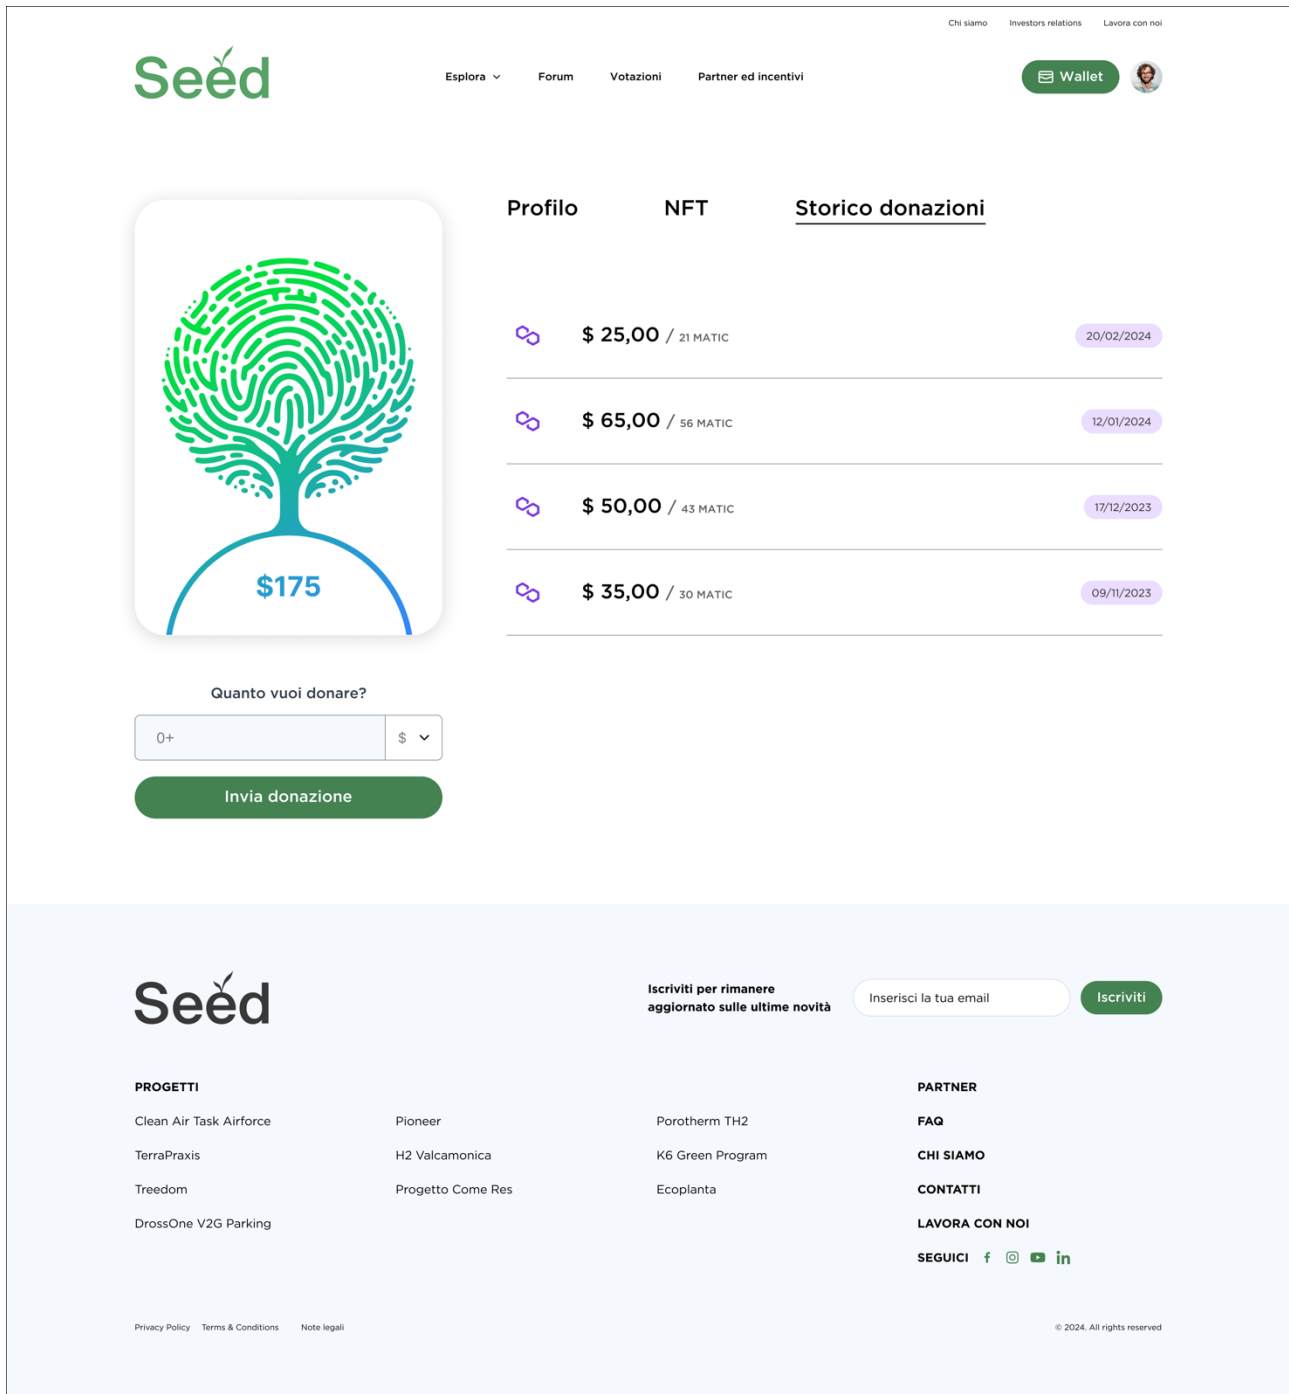 Chi siamo Investors relations Lavora con noi
Seed
Esplora Forum Votazioni Partner ed incentivi Wallet
Profilo NFT Storico donazioni
$ 25,00 / 21 MATIC 20/02/2024
$ 65,00 / 56 MATIC 12/01/2024
$ 50,00 / 43 MATIC 17/12/2023
$ 35,00 / 30 MATIC 09/11/2023
$175
Quanto vuoi donare?
0+ $
Invia donazione
Seed
Iscriviti per rimanere
aggiornato sulle ultime novità
Inserisci la tua email Iscriviti
PROGETTI PARTNER
Clean Air Task Airforce Pioneer Porotherm TH2 FAQ
TerraPraxis H2 Valcamonica K6 Green Program CHI SIAMO
Treedom Progetto Come Res Ecoplanta CONTATTI
DrossOne V2G Parking LAVORA CON NOI
SEGUICI
Privacy Policy Terms & Conditions Note legali © 2024. All rights reserved